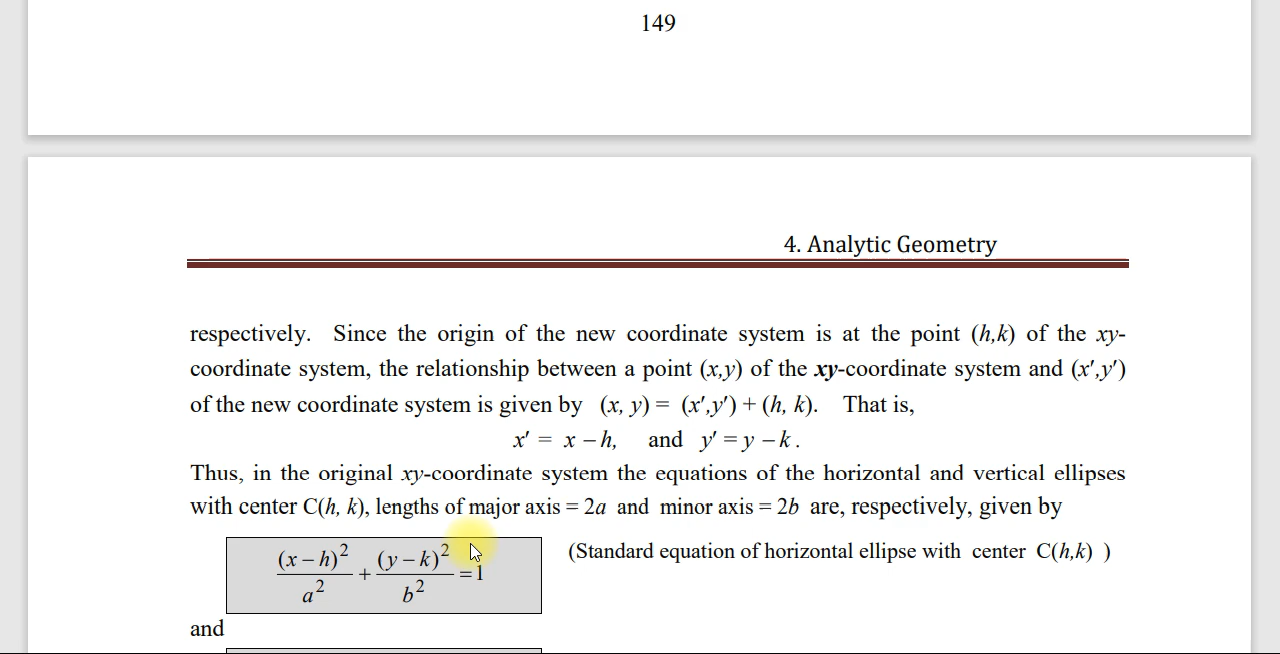 149
4. Analytic Geometry
respectively. Since the origin of the new coordinate system is at the point (h,k) of the xy-
coordinate system, the relationship between a point (x,y) of the xy-coordinate system and (x′,y′)
of the new coordinate system is given by (x, y) = (x′,y′) + (h, k). That is,
x′ = x – h, and y′ = y – k.
Thus, in the original xy-coordinate system the equations of the horizontal and vertical ellipses
with center C(h, k), lengths of major axis = 2a and minor axis = 2b are, respectively, given by
(x – h)²/a² + (y – k)²/b² = 1 (Standard equation of horizontal ellipse with center C(h,k) )
and